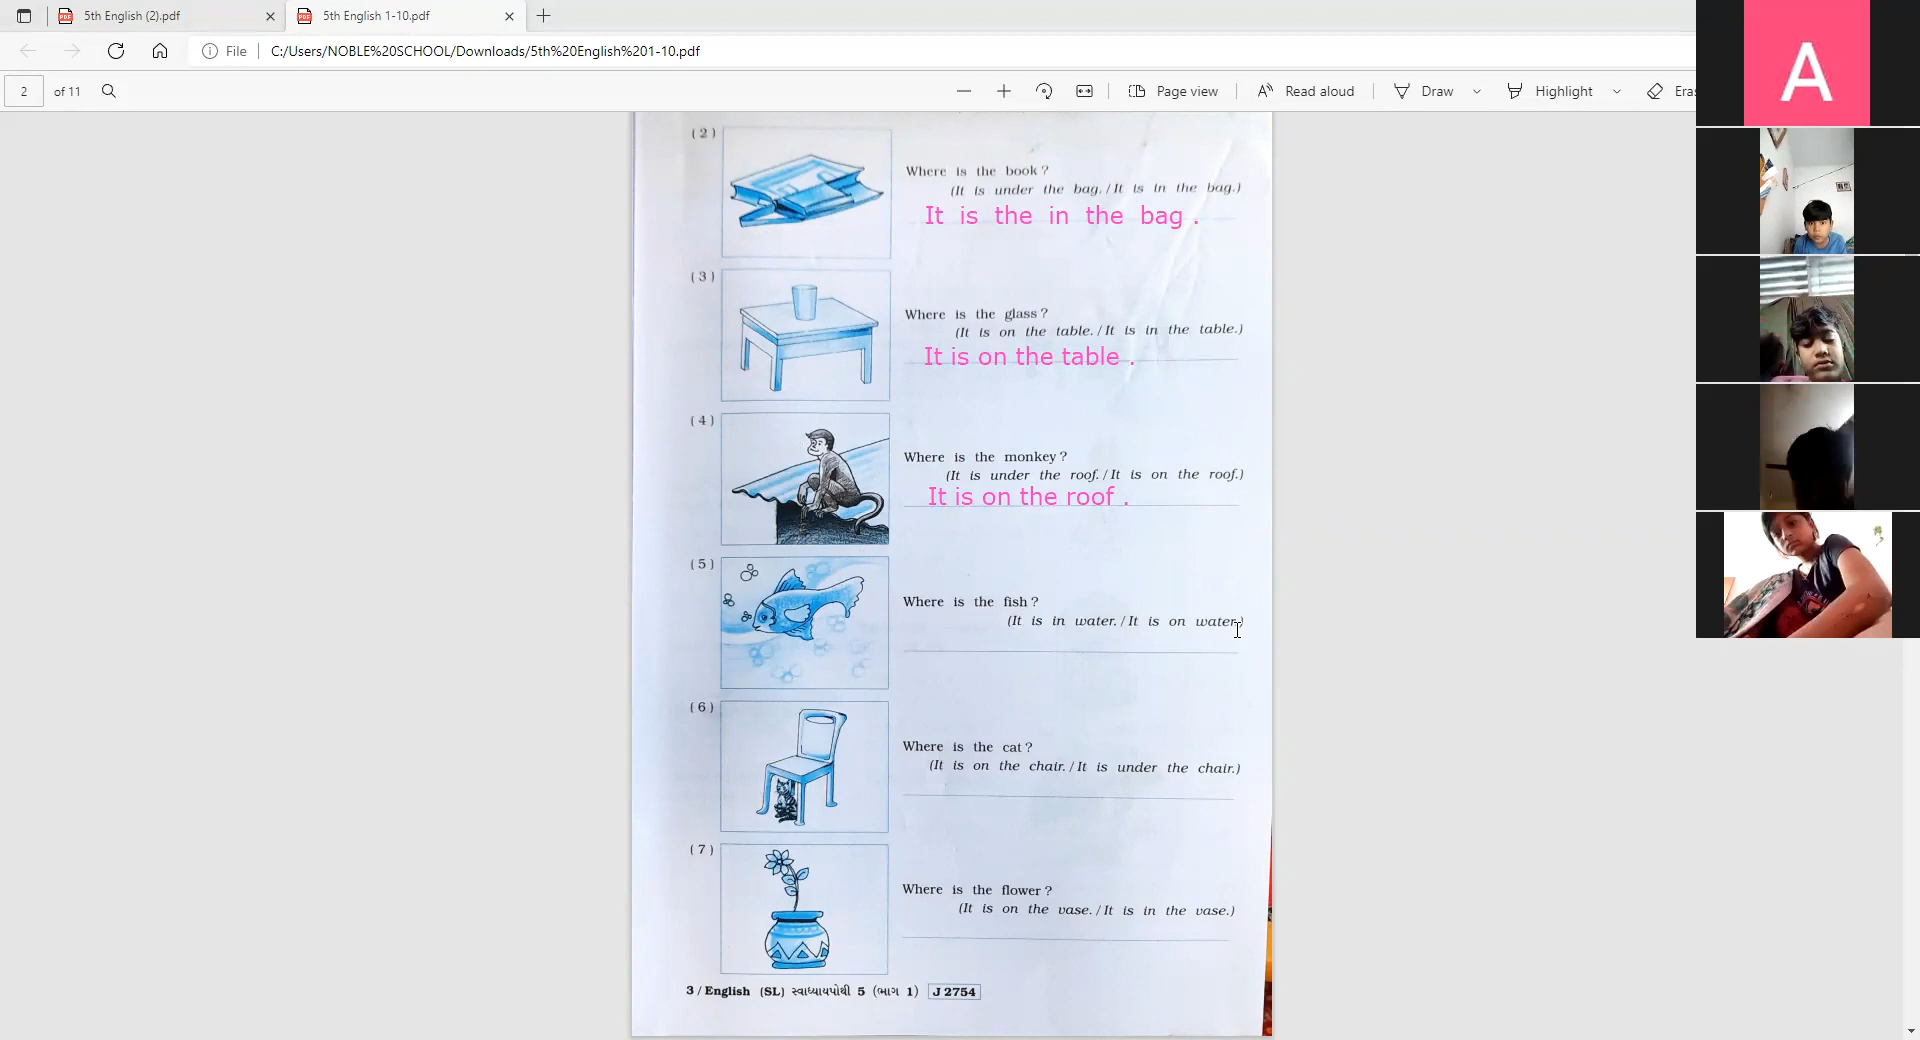 5th English (2).pdf
5th English 1-10.pdf
File
C:/Users/NOBLE%20SCHOOL/Downloads/5th%20English%201-10.pdf
2 of 11
Page view
Read aloud
Draw
Highlight
A
(2)
Where is the book ?
(It is under the bag. / It is in the bag.)
It is the in the bag .
(3)
Where is the glass ?
(It is on the table. / It is in the table.)
It is on the table .
(4)
Where is the monkey ?
(It is under the roof. / It is on the roof.)
It is on the roof .
(5)
Where is the fish ?
(It is in water. / It is on water.)
(6)
Where is the cat ?
(It is on the chair. / It is under the chair.)
(7)
Where is the flower ?
(It is on the vase. / It is in the vase.)
3 / English (SL) સ્વાધ્યાયપોથી 5 (ભાગ 1) J 2754